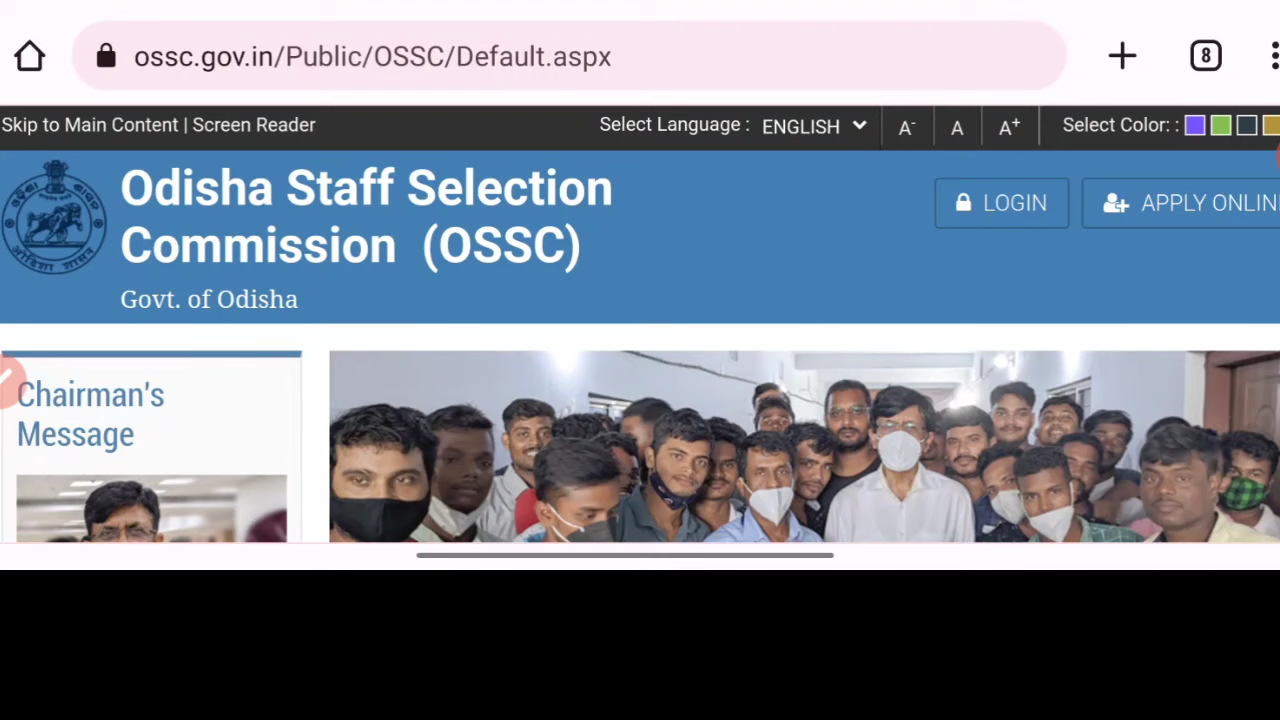 ossc.gov.in/Public/OSSC/Default.aspx
8
Skip to Main Content | Screen Reader
Select Language : ENGLISH
A-
A
A+
Select Color: :
Odisha Staff Selection
Commission (OSSC)
Govt. of Odisha
LOGIN
APPLY ONLIN
Chairman's
Message